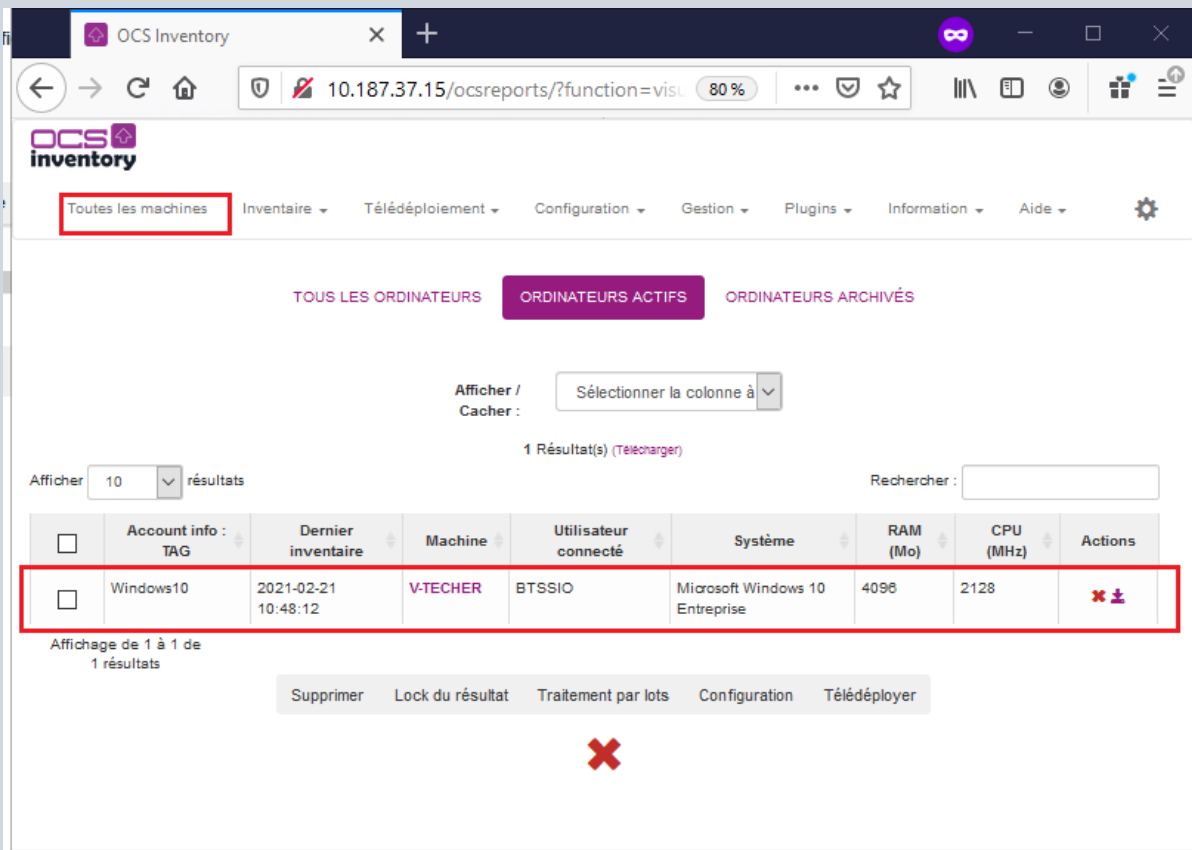 OCS Inventory
10.187.37.15/ocsreports/?function=visu 80 %
OCS
inventory
Toutes les machines Inventaire Télédéploiement Configuration Gestion Plugins Information Aide
TOUS LES ORDINATEURS ORDINATEURS ACTIFS ORDINATEURS ARCHIVÉS
Afficher /
Cacher :
Sélectionner la colonne à
1 Résultat(s) (Télécharger)
Afficher 10 résultats Rechercher :
Account info :
TAG
Dernier
inventaire
Machine
Utilisateur
connecté
Système
RAM
(Mo)
CPU
(MHz)
Actions
Windows10
2021-02-21
10:48:12
V-TECHER
BTSSIO
Microsoft Windows 10
Entreprise
4096
2128
Affichage de 1 à 1 de
1 résultats
Supprimer Lock du résultat Traitement par lots Configuration Télédéployer